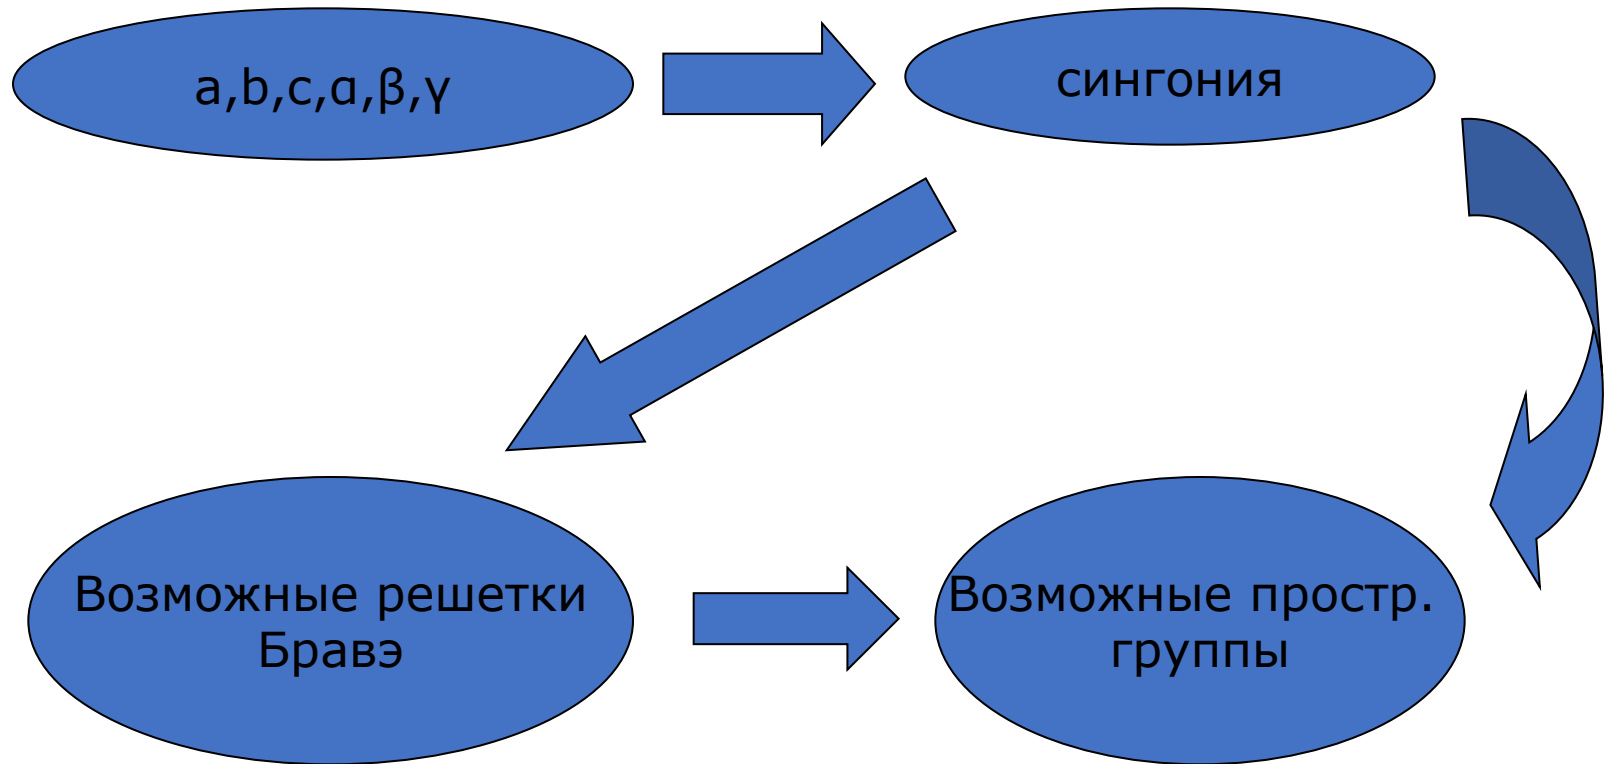 a,b,c,α,β,γ
сингония
Возможные решетки
Бравэ
Возможные простр.
группы